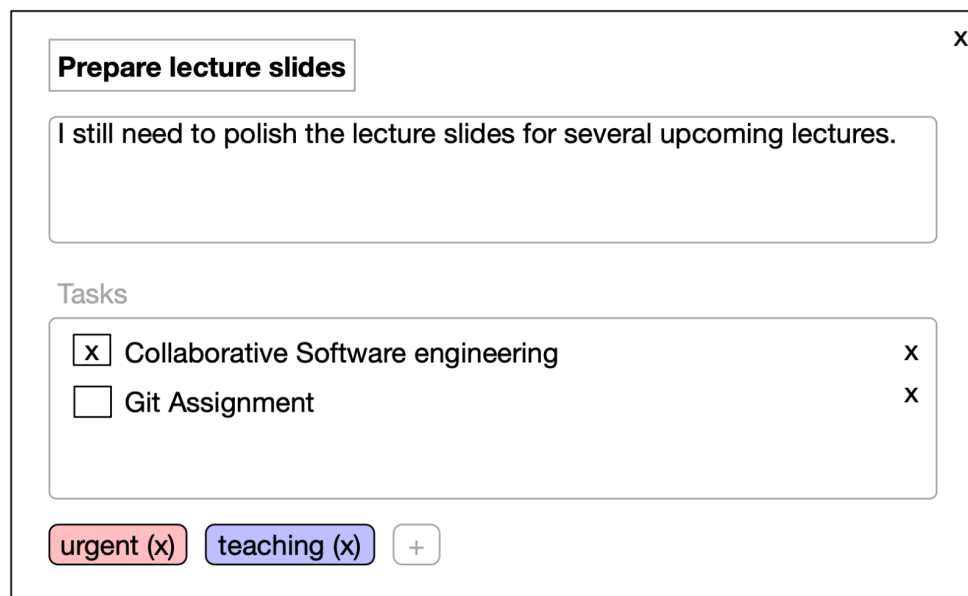 x
Prepare lecture slides
I still need to polish the lecture slides for several upcoming lectures.
Tasks
x Collaborative Software engineering x
Git Assignment x
urgent (x) teaching (x) +